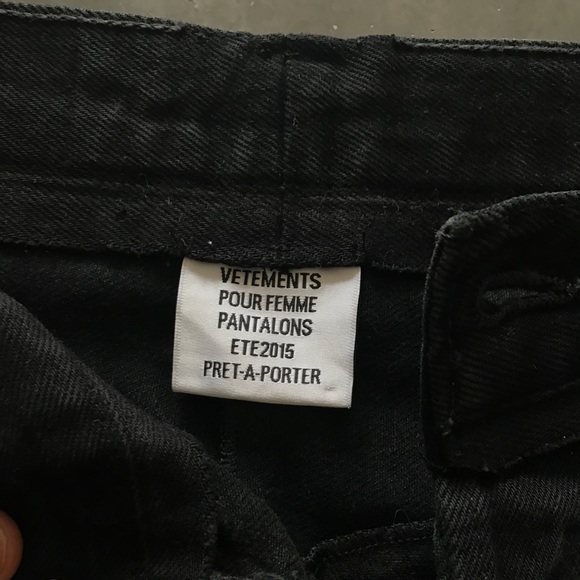 VETEMENTS
POUR FEMME
PANTALONS
ETE2015
PRET-A-PORTER